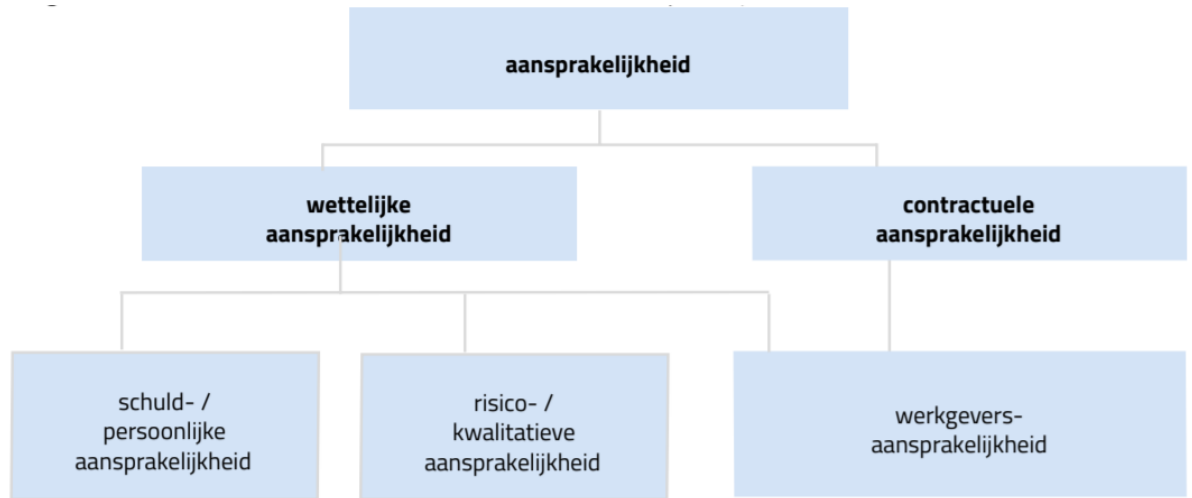 aansprakelijkheid
wettelijke
aansprakelijkheid
contractuele
aansprakelijkheid
schuld- /
persoonlijke
aansprakelijkheid
risico- /
kwalitatieve
aansprakelijkheid
werkgevers-
aansprakelijkheid